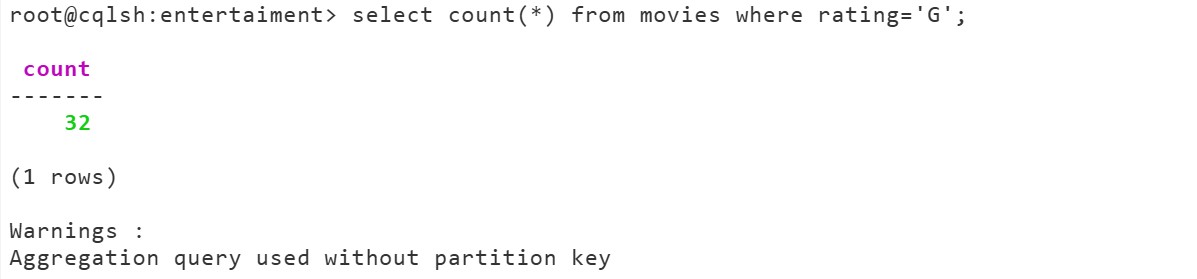 root@cqlsh:entertaiment> select count(*) from movies where rating='G';
count
-------
32
(1 rows)
Warnings :
Aggregation query used without partition key